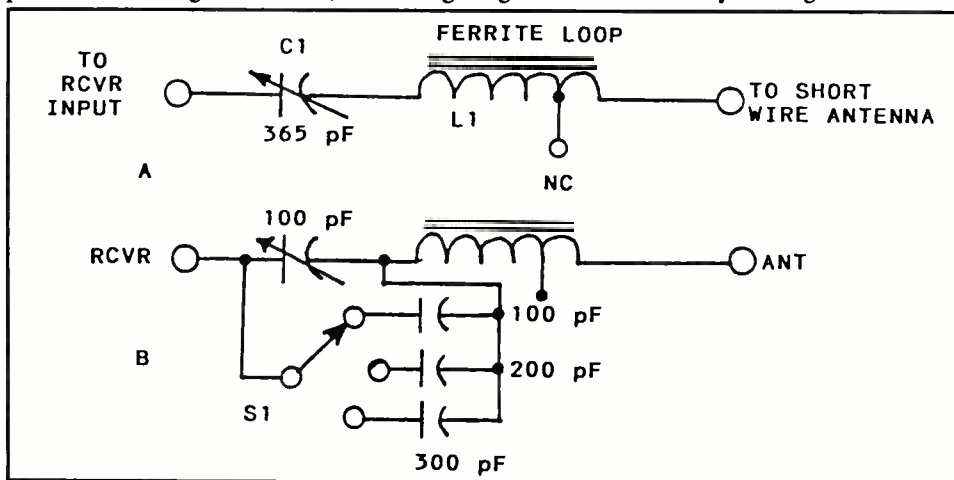 FERRITE LOOP
TO
RCVR
INPUT
C1
365 pF
L1
TO SHORT
WIRE ANTENNA
NC
A
100 pF
RCVR
ANT
100 pF
B
200 pF
S1
300 pF